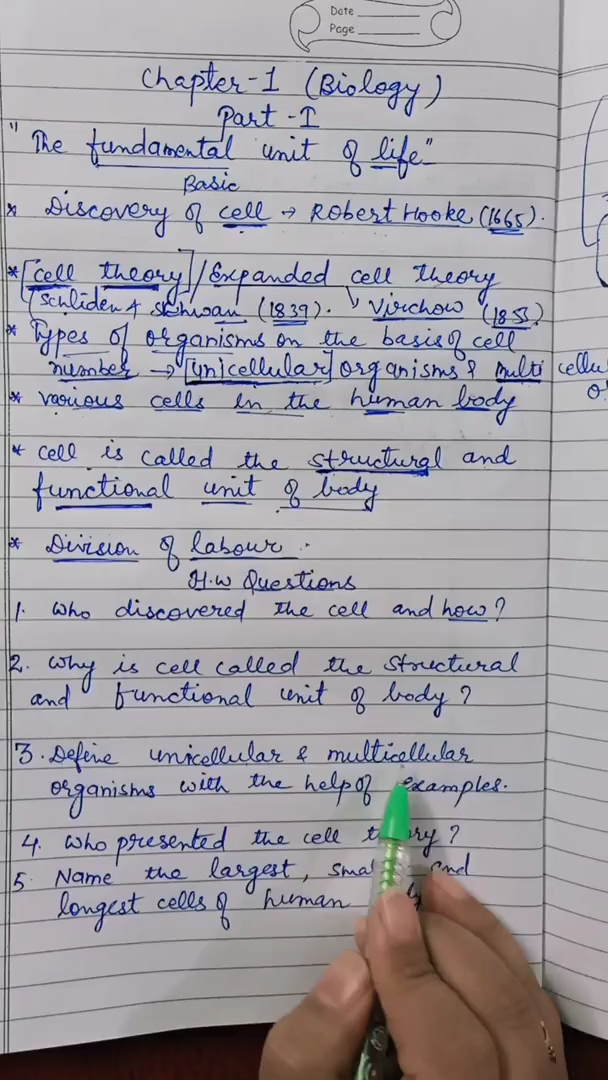 Date
Page
Chapter-1 (Biology)
Part-I
"The fundamental unit of life"
Basic
* Discovery of cell → Robert Hooke (1665).
* [cell theory] / Expanded cell theory
(Schliden & Schwan (1839). ↳ Virchow (1855)
* Types of organisms on the basis of cell
number → [unicellular] organisms & multi cellu
* various cells in the human body
* cell is called the structural and
functional unit of body
* Division of labour.
H.W Questions
1. Who discovered the cell and how?
2. Why is cell called the structural
and functional unit of body?
3. Define unicellular & multicellular
organisms with the help of examples.
4. Who presented the cell theory?
5. Name the largest, and
longest cells of human